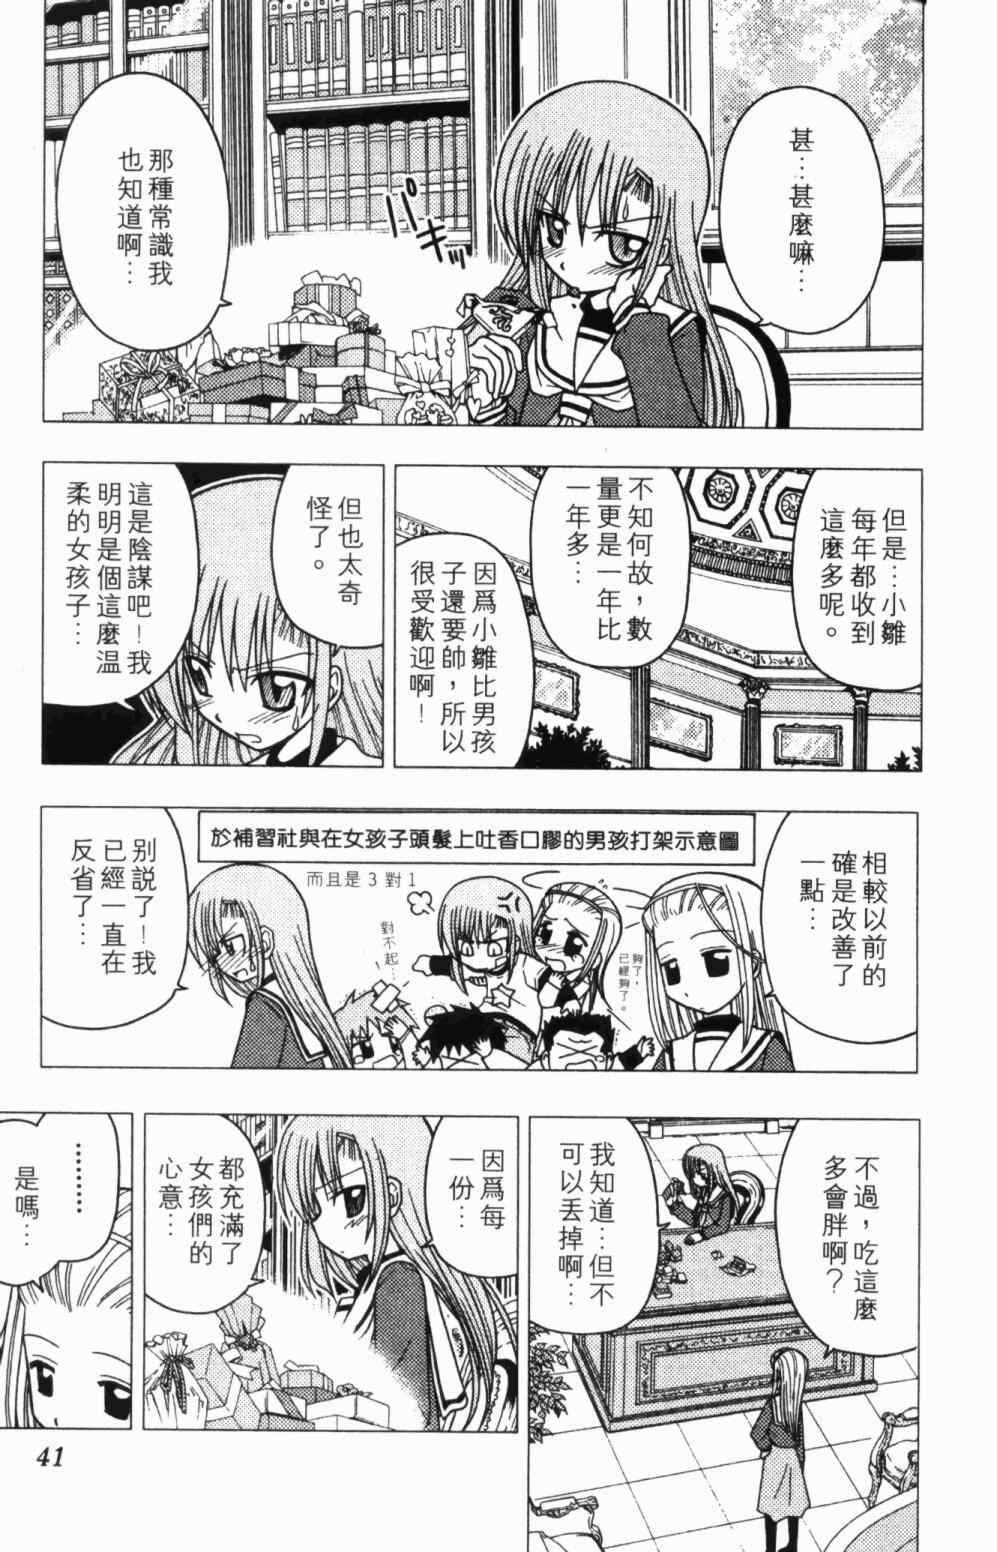 甚…甚麼嘛…
那種常識我
也知道啊…
パキッ
但是…小雛
每年都收到
這麼多呢。
不知何故，數
量更是一年比
一年多…
因爲小雛比男孩
子還要帥，所以
很受歡迎啊！
但也太奇
怪了。
這是陰謀吧！我
明明是個這麼溫
柔的女孩子…
相較以前的
確是改善了
一點…
於補習社與在女孩子頭髮上吐香口膠的男孩打架示意圖
而且是3對1
夠了，
已經夠了。
對不起…
別說了！我
已經一直在
反省了…
不過，吃這麼
多會胖啊？
我知道…但不
可以丟掉啊…
因爲每
一份…
都充滿了
女孩們的
心意…
………
是嗎…
41